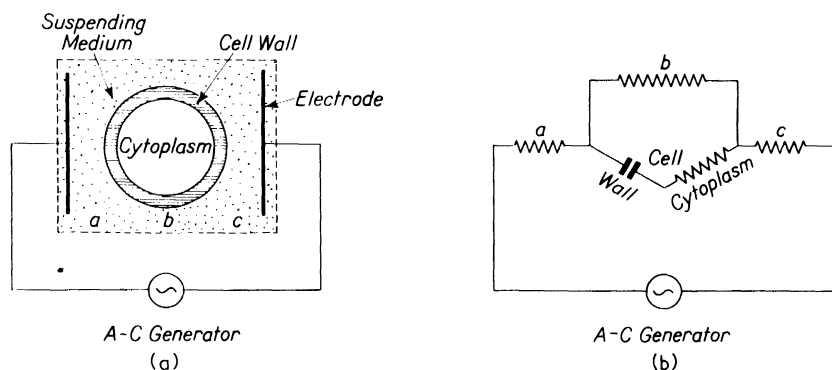 Suspending
Medium
Cell Wall
Electrode
Cytoplasm
a
b
c
A-C Generator
(a)
b
a
c
Cell
Wall
Cytoplasm
A-C Generator
(b)